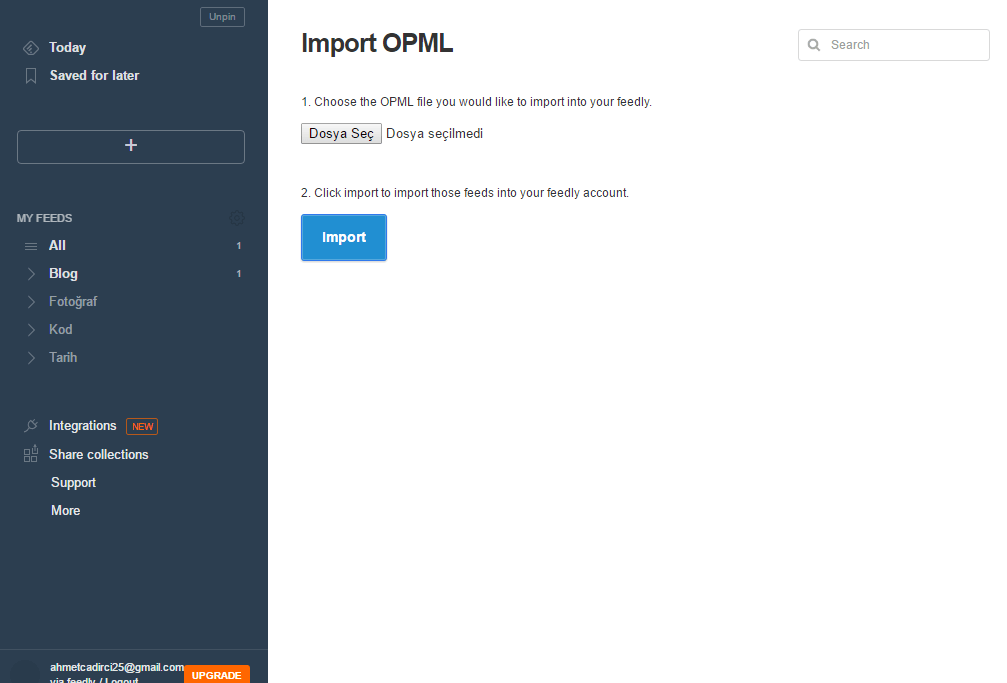 Unpin
Today
Saved for later
+
MY FEEDS
All 1
Blog 1
Fotoğraf
Kod
Tarih
Integrations NEW
Share collections
Support
More
ahmetcadirci25@gmail.com
via feedly / Logout
UPGRADE
Import OPML
Search
1. Choose the OPML file you would like to import into your feedly.
Dosya Seç Dosya seçilmedi
2. Click import to import those feeds into your feedly account.
Import